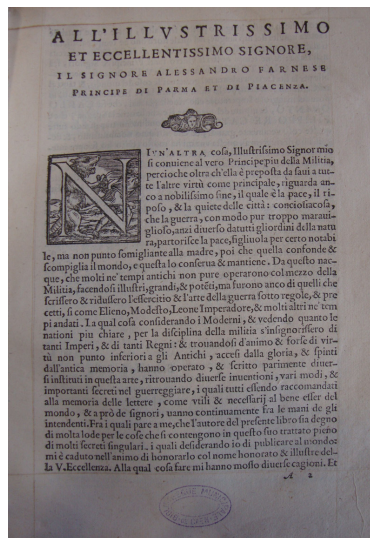 ALL'ILLVSTRISSIMO
ET ECCELLENTISSIMO SIGNORE,
IL SIGNORE ALESSANDRO FARNESE
PRINCIPE DI PARMA ET DI PIACENZA.
NIVN'ALTRA cosa, Illustrissimo Signor mio
si conuiene al vero Principe piu della Militia,
percioche oltra ch'ella è preposta da saui a tut-
te l'altre virtù come principale, riguarda an-
co a nobilissimo fine, il quale è la pace, il ri-
poso, & la quiete delle città: conciosiacosa,
che la guerra, con modo pur troppo maraui-
glioso, anzi diuerso da tutti gli ordini della natu
ra, partorisce la pace, figliuola per certo notabi
le, ma non punto somigliante alla madre, poi che quella confonde &
scompiglia il mondo, e questa lo conserua & mantiene. Da questo nac-
que, che molti ne' tempi antichi non pure operarono col mezzo della
Militia, facendosi illustri, grandi, & potēti, ma furono anco di quelli che
scrissero & ridussero l'essercitio & l'arte della guerra sotto regole, & pre
cetti, si come Elieno, Modesto, Leone Imperadore, & molti altri ne' tem
pi andati. La qual cosa considerando i Moderni, & vedendo quanto le
nationi piu chiare, per la disciplina della militia s'insignorissero di
tanti Imperi, & di tanti Regni: & trouandosi d'animo & forse di vir-
tù non punto inferiori a gli Antichi, accesi dalla gloria, & spinti
dall'antica memoria, hanno operato, & scritto parimente diuer-
si instituti in questa arte, ritrouando diuerse inuentioni, vari modi, &
importanti secreti nel guerreggiare, i quali tutti essendo raccomandati
alla memoria delle lettere, come vtili & necessarij al bene esser del
mondo, & a prò de signori, uanno continuamente fra le mani de gli
intendenti. Fra i quali pare a me, che l'autore del presente libro sia degno
di molta lode per le cose che si contengono in questo suo trattato pieno
di molti secreti singulari. i quali desiderando io di publicare al mondo:
mi è caduto nell'animo di honorarlo col nome honorato & illustre del-
la V. Eccellenza. Alla qual cosa fare mi hanno mosso diuerse cagioni. Et
A 2